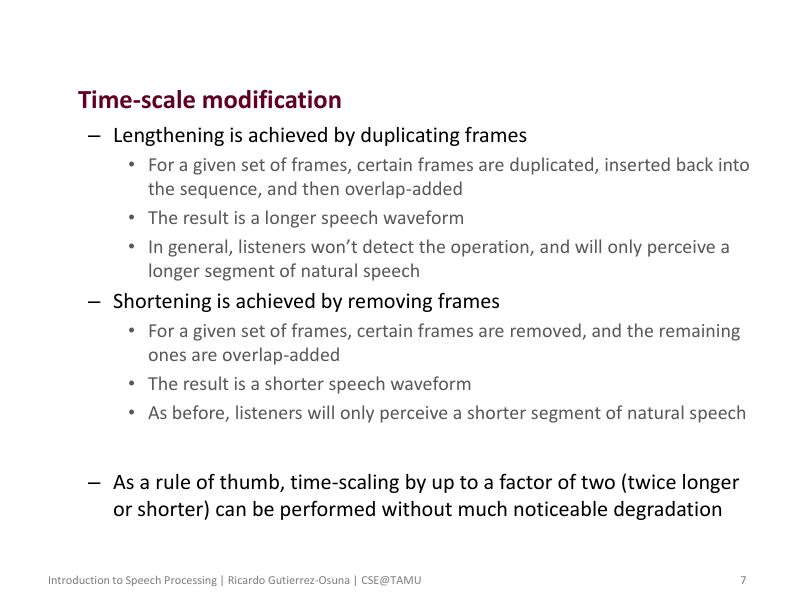 Time-scale modification
– Lengthening is achieved by duplicating frames
• For a given set of frames, certain frames are duplicated, inserted back into
the sequence, and then overlap-added
• The result is a longer speech waveform
• In general, listeners won’t detect the operation, and will only perceive a
longer segment of natural speech
– Shortening is achieved by removing frames
• For a given set of frames, certain frames are removed, and the remaining
ones are overlap-added
• The result is a shorter speech waveform
• As before, listeners will only perceive a shorter segment of natural speech
– As a rule of thumb, time-scaling by up to a factor of two (twice longer
or shorter) can be performed without much noticeable degradation
Introduction to Speech Processing | Ricardo Gutierrez-Osuna | CSE@TAMU 7